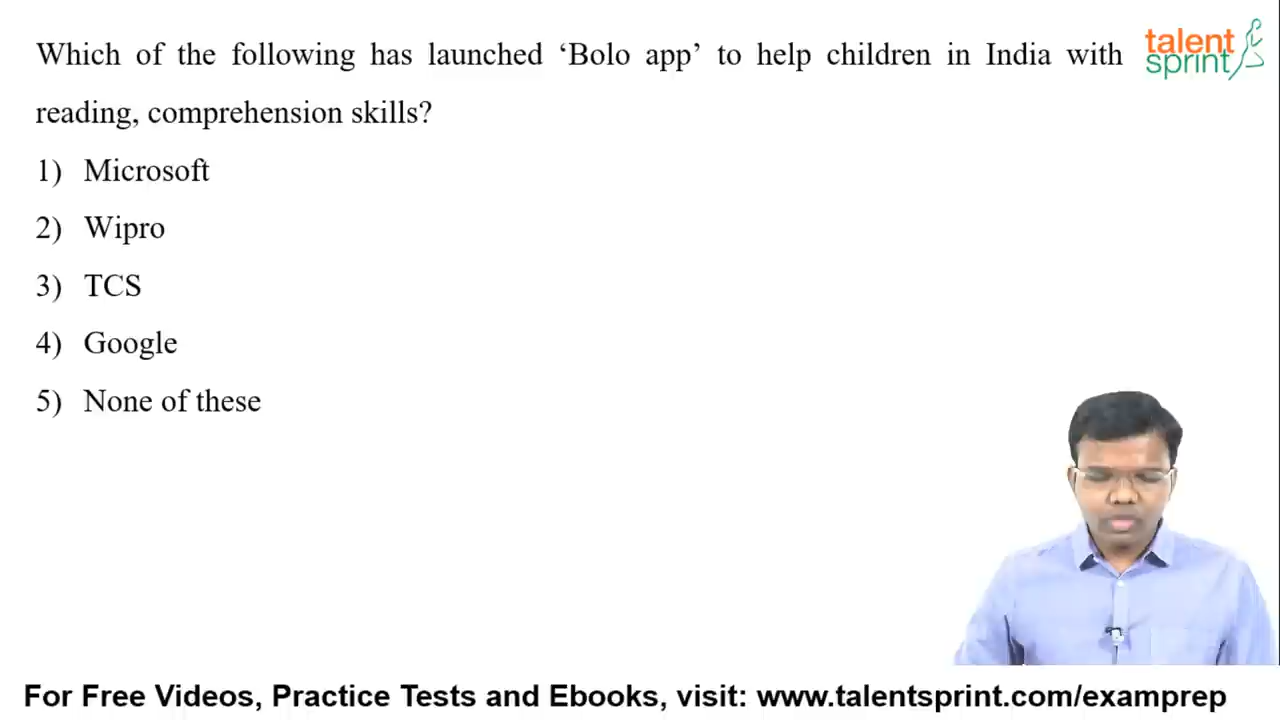 Which of the following has launched ‘Bolo app’ to help children in India with
reading, comprehension skills?
1) Microsoft
2) Wipro
3) TCS
4) Google
5) None of these
talent
sprint
For Free Videos, Practice Tests and Ebooks, visit: www.talentsprint.com/examprep